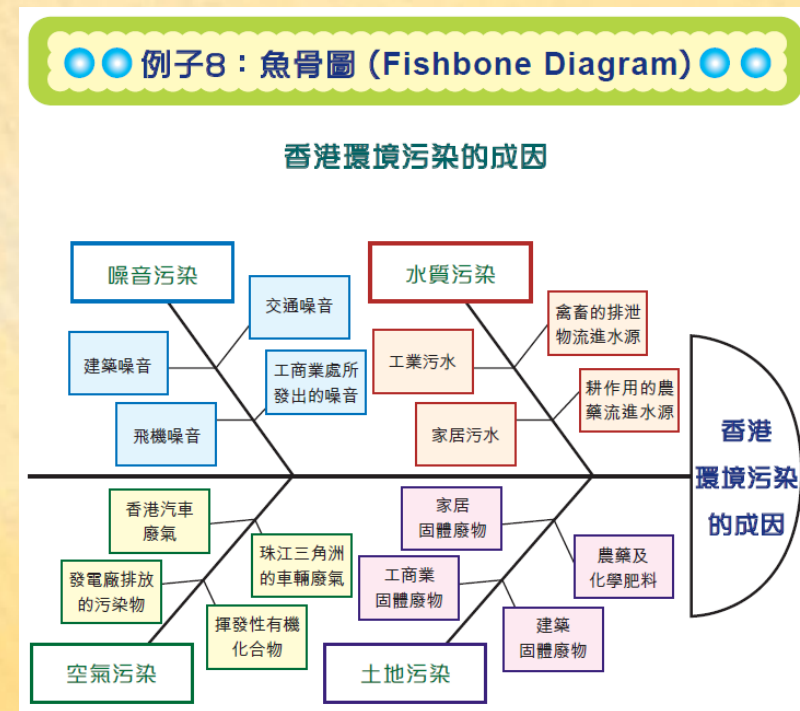 例子8：魚骨圖 (Fishbone Diagram)
香港環境污染的成因
噪音污染
交通噪音
建築噪音
工商業處所
發出的噪音
飛機噪音
水質污染
禽畜的排泄
物流進水源
工業污水
耕作用的農
藥流進水源
家居污水
香港
環境污染
的成因
香港汽車
廢氣
珠江三角洲
的車輛廢氣
發電廠排放
的污染物
揮發性有機
化合物
空氣污染
家居
固體廢物
農藥及
化學肥料
工商業
固體廢物
建築
固體廢物
土地污染